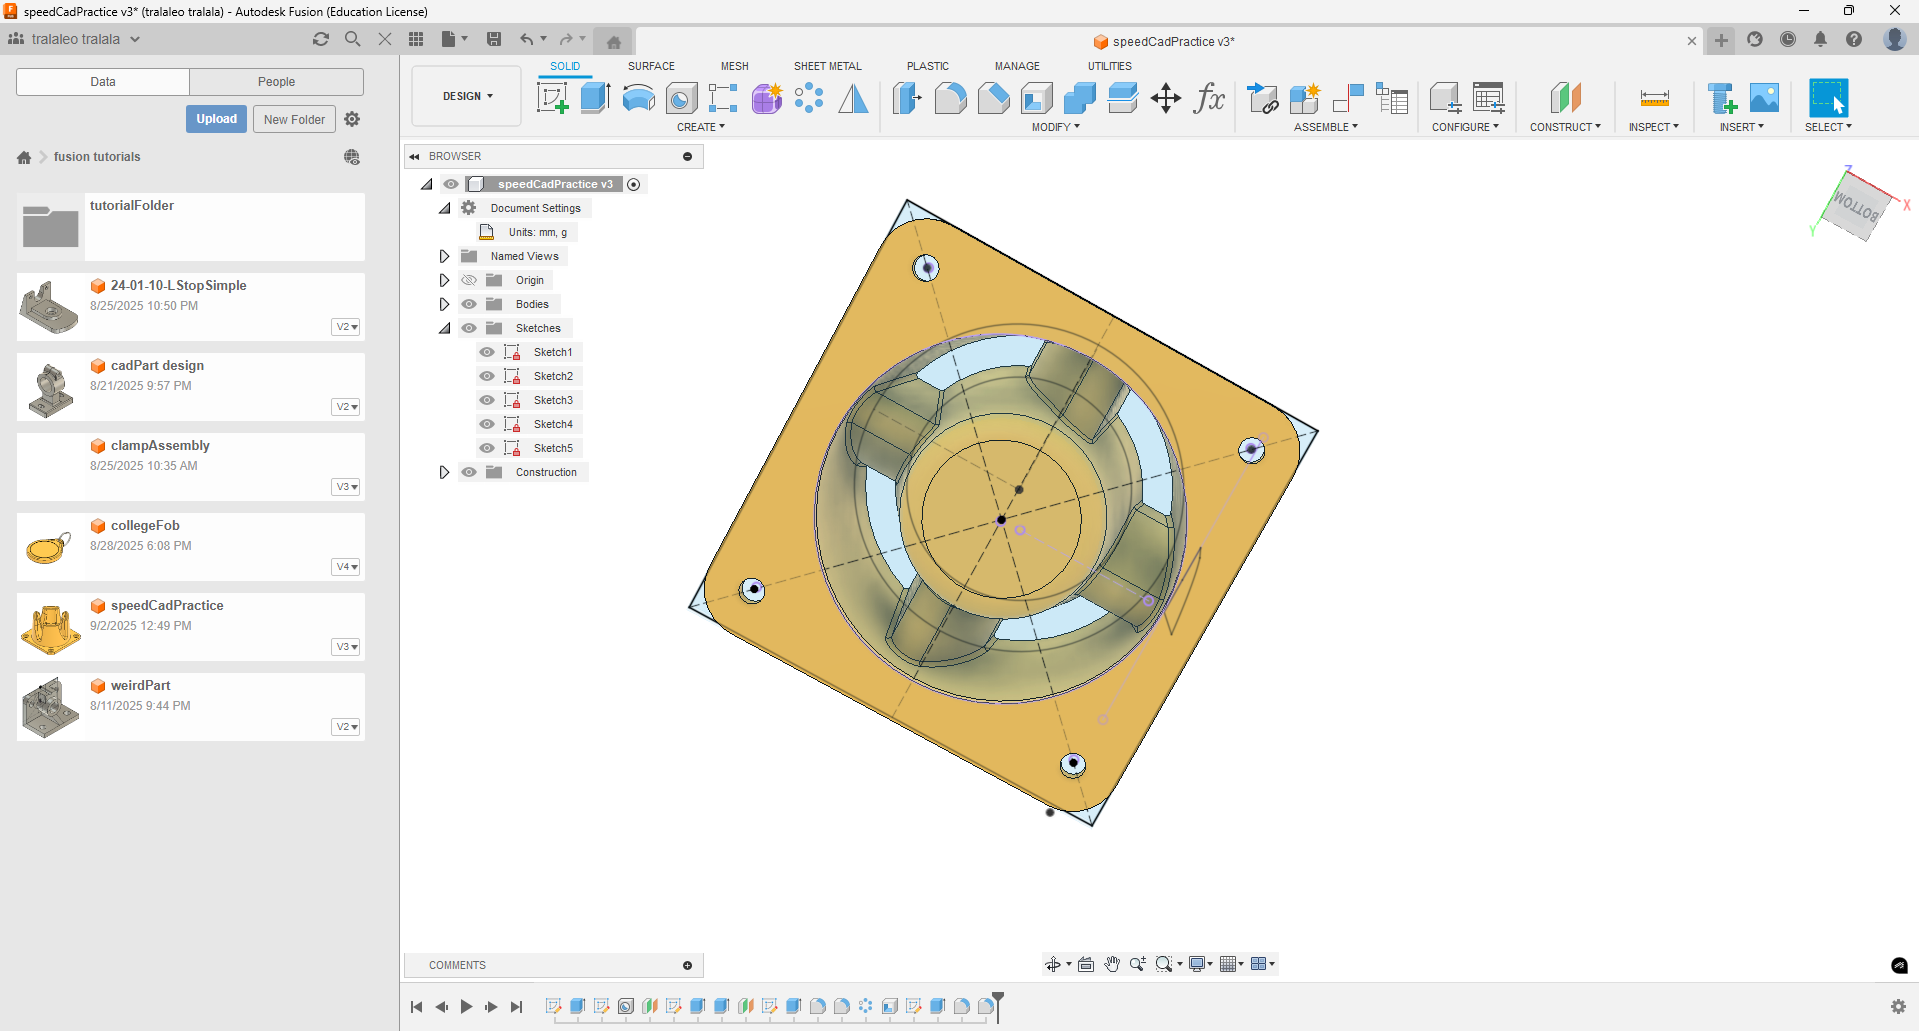 speedCadPractice v3* (tralaleo tralala) - Autodesk Fusion (Education License)
tralaleo tralala
speedCadPractice v3*
Data
People
Upload
New Folder
fusion tutorials
tutorialFolder
24-01-10-LStopSimple
8/25/2025 10:50 PM
V2
cadPart design
8/21/2025 9:57 PM
V2
clampAssembly
8/25/2025 10:35 AM
V3
collegeFob
8/28/2025 6:08 PM
V4
speedCadPractice
9/2/2025 12:49 PM
V3
weirdPart
8/11/2025 9:44 PM
V2
DESIGN
SOLID
SURFACE
MESH
SHEET METAL
PLASTIC
MANAGE
UTILITIES
fx
CREATE
MODIFY
ASSEMBLE
CONFIGURE
CONSTRUCT
INSPECT
INSERT
SELECT
BROWSER
speedCadPractice v3
Document Settings
Units: mm, g
Named Views
Origin
Bodies
Sketches
Sketch1
Sketch2
Sketch3
Sketch4
Sketch5
Construction
Z
X
Y
BOTTOM
COMMENTS